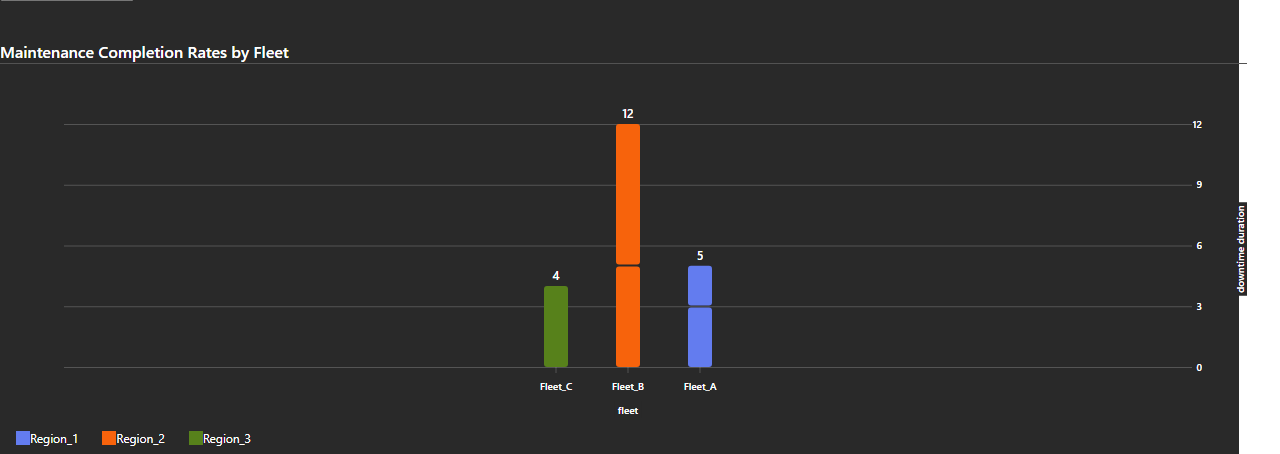 Maintenance Completion Rates by Fleet
12
5
4
12
9
6
3
0
downtime duration
Fleet_C
Fleet_B
Fleet_A
fleet
Region_1
Region_2
Region_3